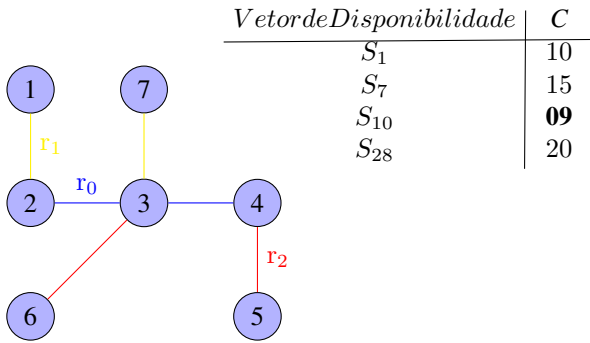 VetordeDisponibilidade C
S1 10
S7 15
S10 09
S28 20
1 7
r1
r0
2 3 4
r2
6 5